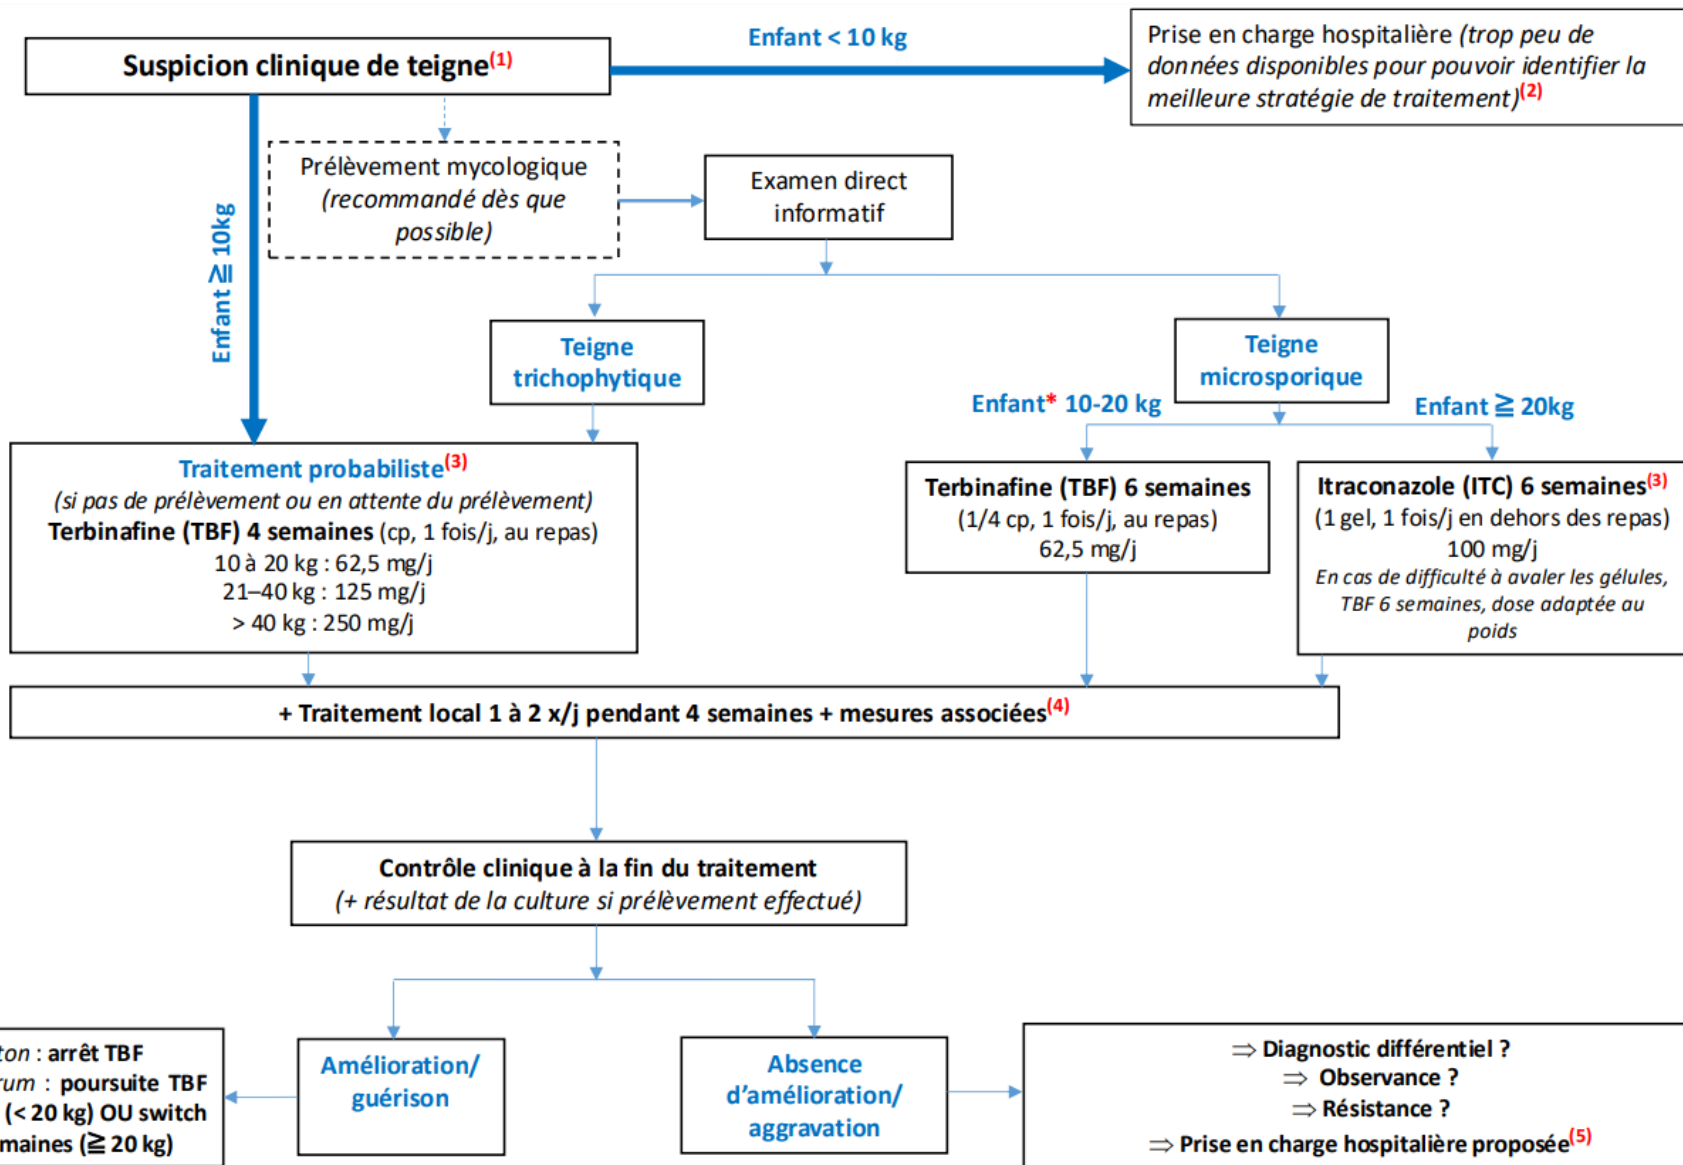 Enfant < 10 kg
Suspicion clinique de teigne(1)
Prise en charge hospitalière (trop peu de
données disponibles pour pouvoir identifier la
meilleure stratégie de traitement)(2)
Enfant ≧ 10kg
Prélèvement mycologique
(recommandé dès que
possible)
Examen direct
informatif
Teigne
trichophytique
Teigne
microsporique
Enfant* 10-20 kg
Enfant ≧ 20kg
Traitement probabiliste(3)
(si pas de prélèvement ou en attente du prélèvement)
Terbinafine (TBF) 4 semaines (cp, 1 fois/j, au repas)
10 à 20 kg : 62,5 mg/j
21–40 kg : 125 mg/j
> 40 kg : 250 mg/j
Terbinafine (TBF) 6 semaines
(1/4 cp, 1 fois/j, au repas)
62,5 mg/j
Itraconazole (ITC) 6 semaines(3)
(1 gel, 1 fois/j en dehors des repas)
100 mg/j
En cas de difficulté à avaler les gélules,
TBF 6 semaines, dose adaptée au
poids
+ Traitement local 1 à 2 x/j pendant 4 semaines + mesures associées(4)
Contrôle clinique à la fin du traitement
(+ résultat de la culture si prélèvement effectué)
ton : arrêt TBF
rum : poursuite TBF
(< 20 kg) OU switch
maines (≧ 20 kg)
Amélioration/
guérison
Absence
d'amélioration/
aggravation
⇒ Diagnostic différentiel ?
⇒ Observance ?
⇒ Résistance ?
⇒ Prise en charge hospitalière proposée(5)